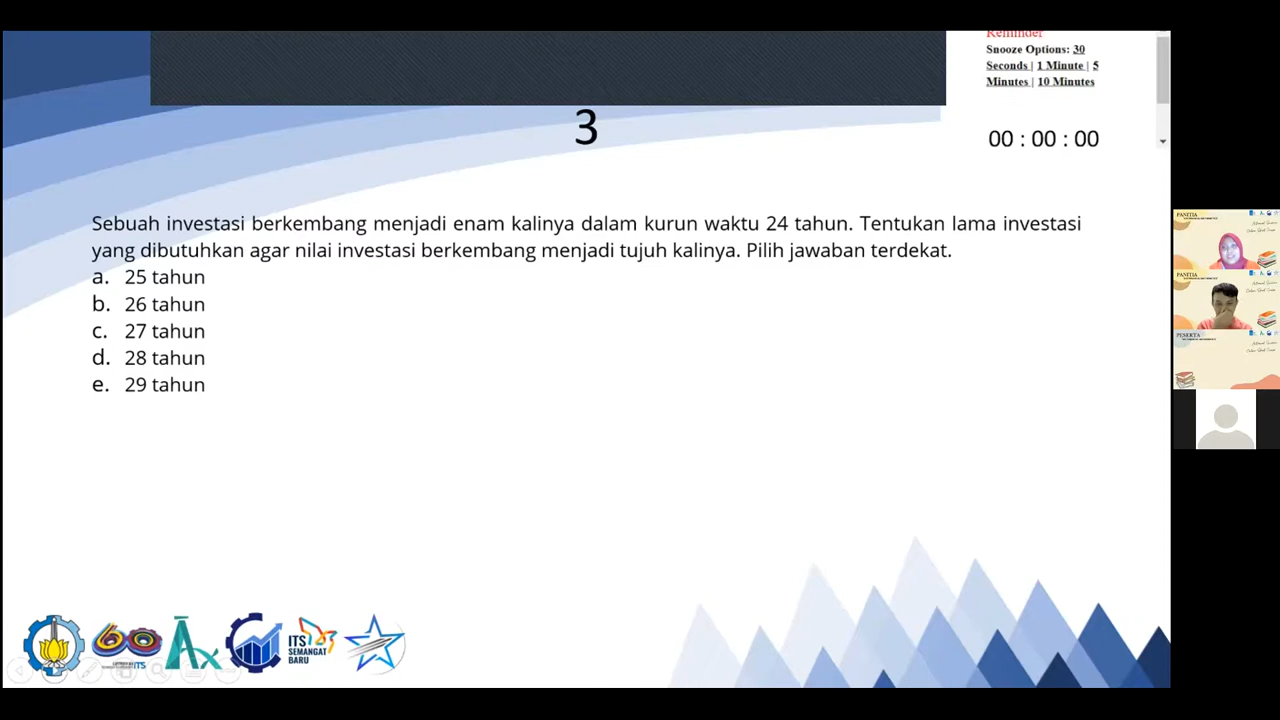 Reminder
Snooze Options: 30
Seconds | 1 Minute | 5
Minutes | 10 Minutes
00 : 00 : 00
3
Sebuah investasi berkembang menjadi enam kalinya dalam kurun waktu 24 tahun. Tentukan lama investasi
yang dibutuhkan agar nilai investasi berkembang menjadi tujuh kalinya. Pilih jawaban terdekat.
a. 25 tahun
b. 26 tahun
c. 27 tahun
d. 28 tahun
e. 29 tahun
PANITIA
PANITIA
PESERTA
ITS
SEMANGAT
BARU